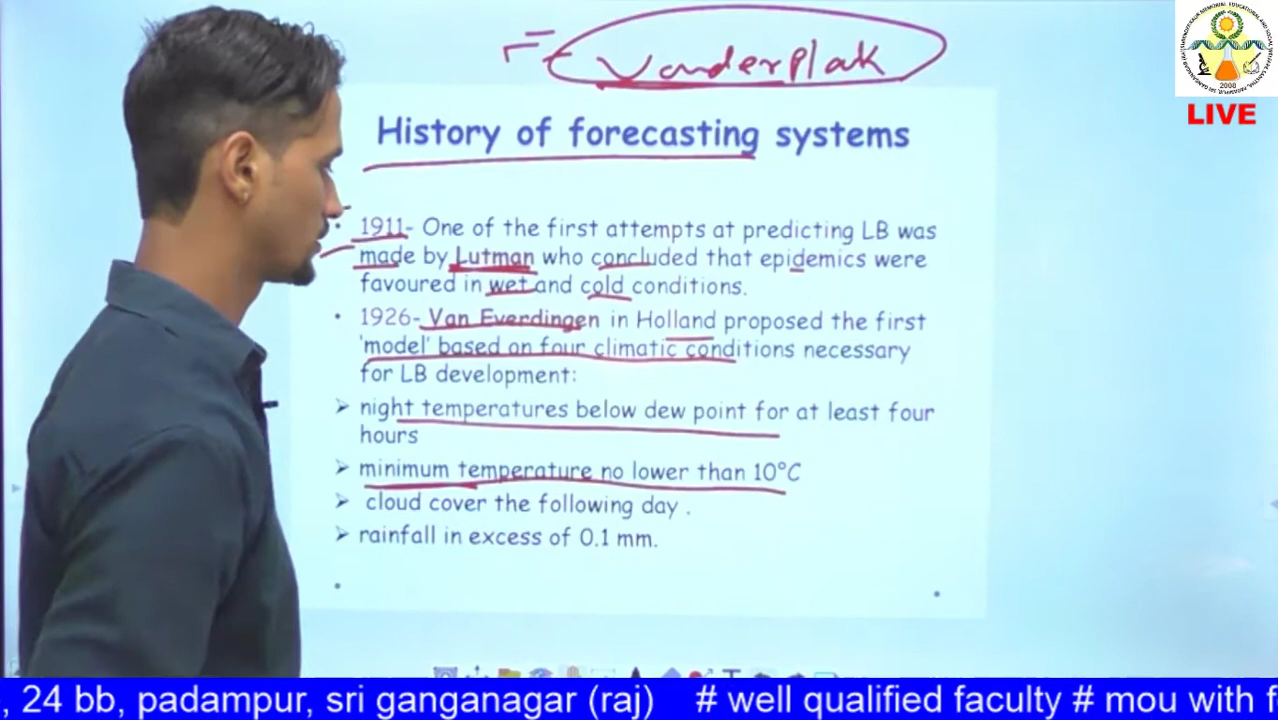 F = Vanderplak
LIVE
2008
History of forecasting systems
• 1911- One of the first attempts at predicting LB was
made by Lutman who concluded that epidemics were
favoured in wet and cold conditions.
• 1926- Van Everdingen in Holland proposed the first
'model' based on four climatic conditions necessary
for LB development:
➢ night temperatures below dew point for at least four
hours
➢ minimum temperature no lower than 10°C
➢ cloud cover the following day .
➢ rainfall in excess of 0.1 mm.
, 24 bb, padampur, sri ganganagar (raj) # well qualified faculty # mou with f